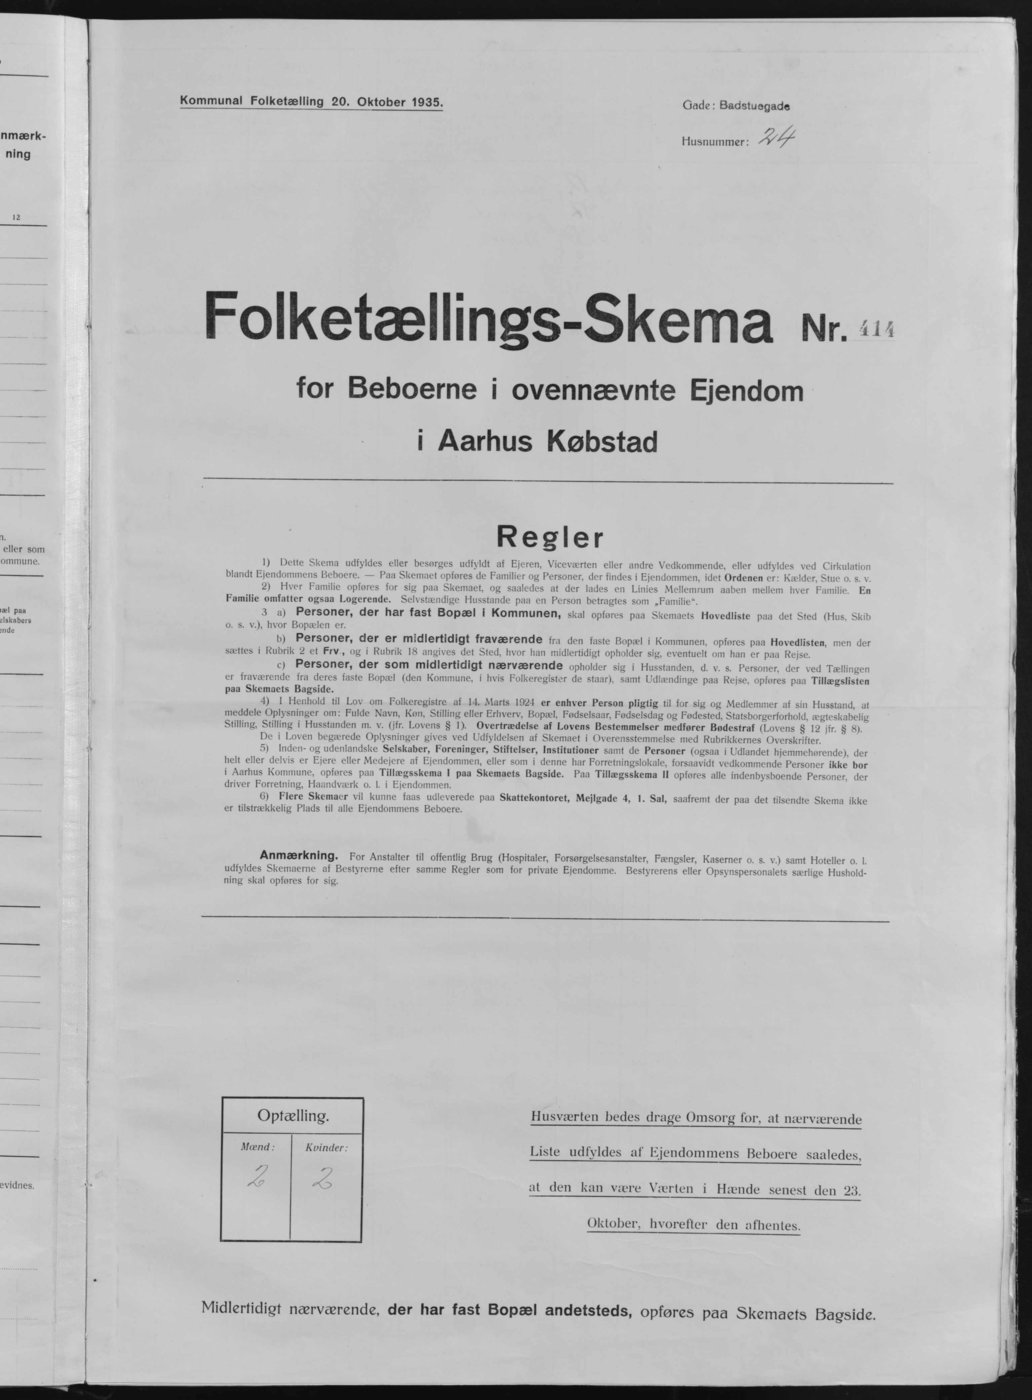 nmærk-
ning
12
n.
eller som
ommune.
æl paa
elskabers
ende
evidnes.
Kommunal Folketælling 20. Oktober 1935.
Gade: Badstuegade
Husnummer: 24
Folketællings-Skema Nr. 414
for Beboerne i ovennævnte Ejendom
i Aarhus Købstad
Regler
1) Dette Skema udfyldes eller besørges udfyldt af Ejeren, Viceværten eller andre Vedkommende, eller udfyldes ved Cirkulation
blandt Ejendommens Beboere. — Paa Skemaet opføres de Familier og Personer, der findes i Ejendommen, idet Ordenen er: Kælder, Stue o. s. v.
2) Hver Familie opføres for sig paa Skemaet, og saaledes at der lades en Linies Mellemrum aaben mellem hver Familie. En
Familie omfatter ogsaa Logerende. Selvstændige Husstande paa en Person betragtes som „Familie“.
3 a) Personer, der har fast Bopæl i Kommunen, skal opføres paa Skemaets Hovedliste paa det Sted (Hus, Skib
o. s. v.), hvor Bopælen er.
b) Personer, der er midlertidigt fraværende fra den faste Bopæl i Kommunen, opføres paa Hovedlisten, men der
sættes i Rubrik 2 et Frv., og i Rubrik 18 angives det Sted, hvor han midlertidigt opholder sig, eventuelt om han er paa Rejse.
c) Personer, der som midlertidigt nærværende opholder sig i Husstanden, d. v. s. Personer, der ved Tællingen
er fraværende fra deres faste Bopæl (den Kommune, i hvis Folkeregister de staar), samt Udlændinge paa Rejse, opføres paa Tillægslisten
paa Skemaets Bagside.
4) I Henhold til Lov om Folkeregistre af 14. Marts 1924 er enhver Person pligtig til for sig og Medlemmer af sin Husstand, at
meddele Oplysninger om: Fulde Navn, Køn, Stilling eller Erhverv, Bopæl, Fødselsaar, Fødselsdag og Fødested, Statsborgerforhold, ægteskabelig
Stilling, Stilling i Husstanden m. v. (jfr. Lovens § 1). Overtrædelse af Lovens Bestemmelser medfører Bødestraf (Lovens § 12 jfr. § 8).
De i Loven begærede Oplysninger gives ved Udfyldelsen af Skemaet i Overensstemmelse med Rubrikkernes Overskrifter.
5) Inden- og udenlandske Selskaber, Foreninger, Stiftelser, Institutioner samt de Personer (ogsaa i Udlandet hjemmehørende), der
helt eller delvis er Ejere eller Medejere af Ejendommen, eller som i denne har Forretningslokale, forsaavidt vedkommende Personer ikke bor
i Aarhus Kommune, opføres paa Tillægsskema I paa Skemaets Bagside. Paa Tillægsskema II opføres alle indenbysboende Personer, der
driver Forretning, Haandværk o. l. i Ejendommen.
6) Flere Skemaer vil kunne faas udleverede paa Skattekontoret, Mejlgade 4, 1. Sal, saafremt der paa det tilsendte Skema ikke
er tilstrækkelig Plads til alle Ejendommens Beboere.
Anmærkning. For Anstalter til offentlig Brug (Hospitaler, Forsørgelsesanstalter, Fængsler, Kaserner o. s. v.) samt Hoteller o. l.
udfyldes Skemaerne af Bestyrerne efter samme Regler som for private Ejendomme. Bestyrerens eller Opsynspersonalets særlige Hushold-
ning skal opføres for sig.
Optælling.
Mænd: Kvinder:
2 2
Husværten bedes drage Omsorg for, at nærværende
Liste udfyldes af Ejendommens Beboere saaledes,
at den kan være Værten i Hænde senest den 23.
Oktober, hvorefter den afhentes.
Midlertidigt nærværende, der har fast Bopæl andetsteds, opføres paa Skemaets Bagside.